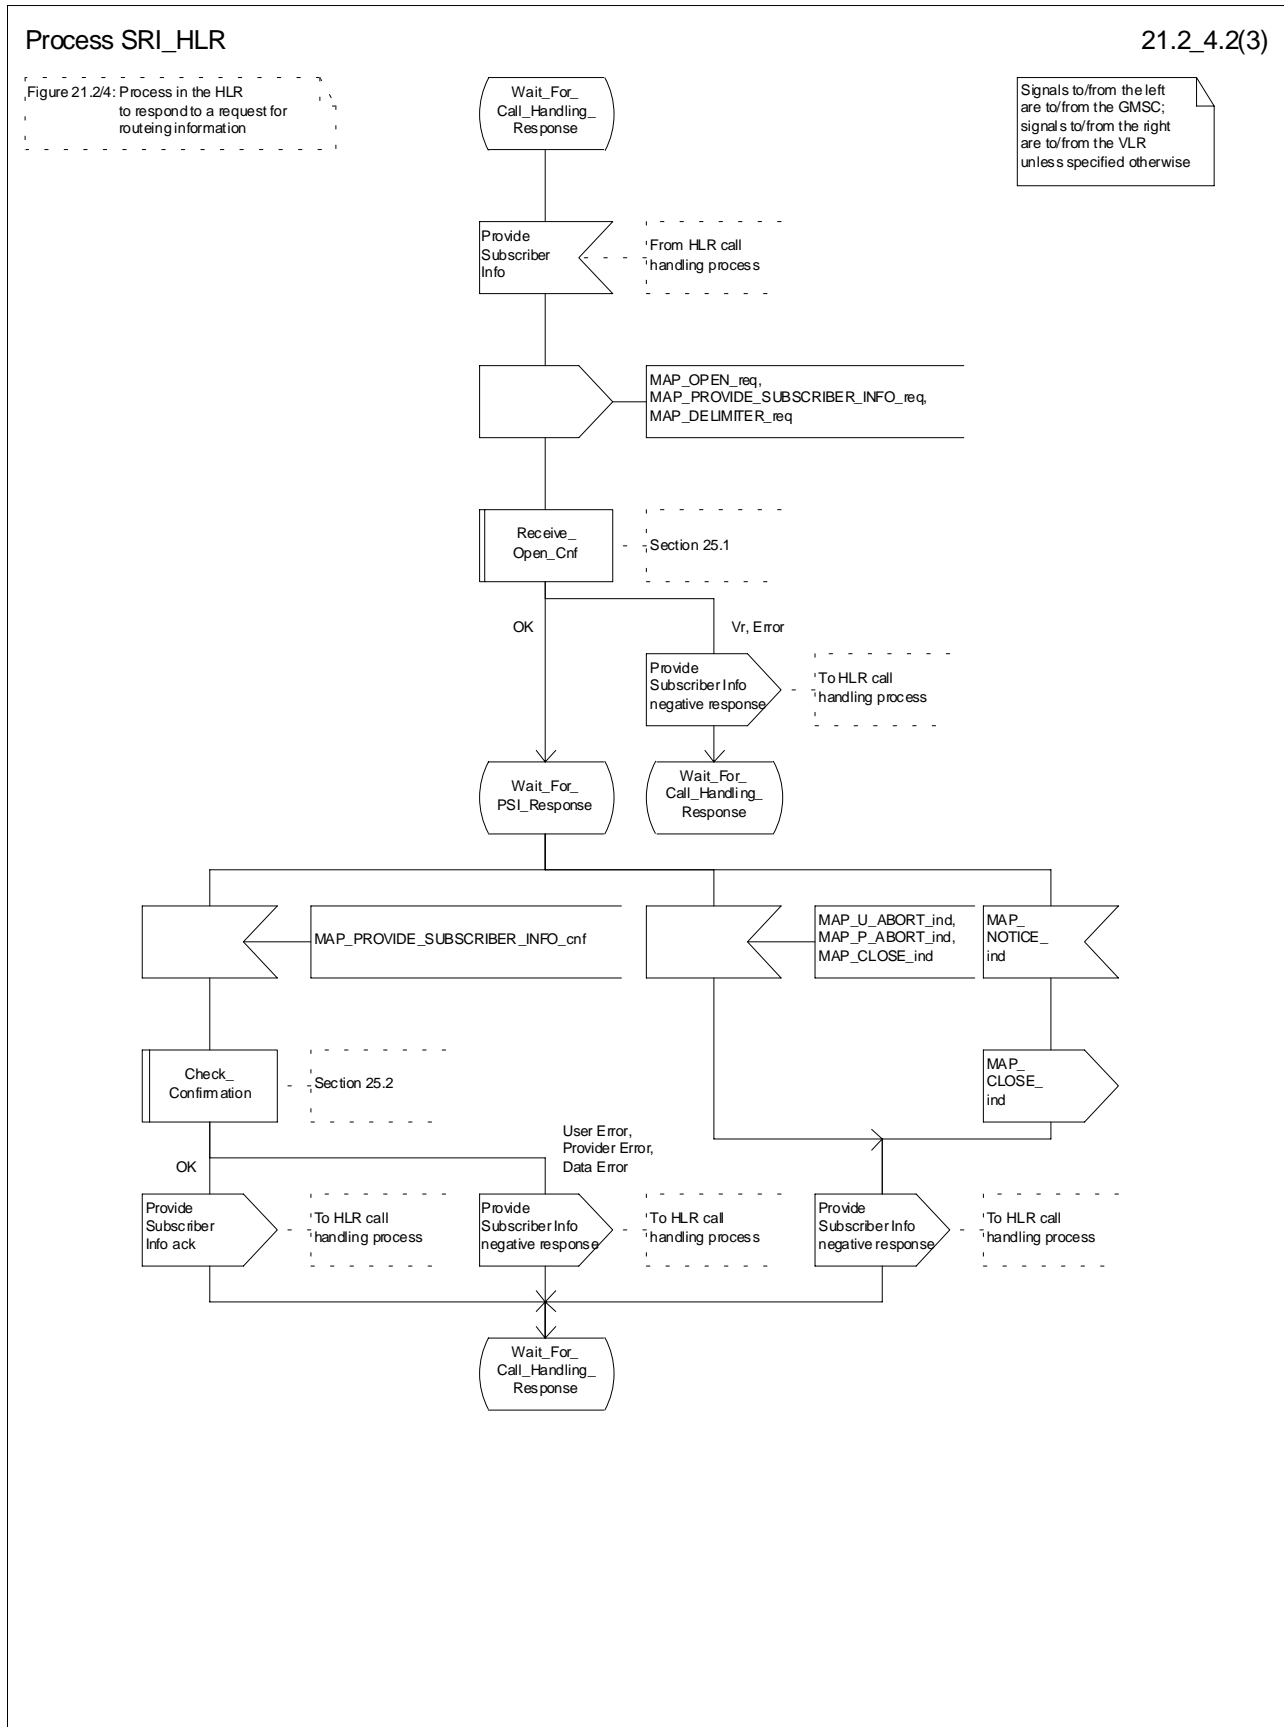 Process SRI_HLR
21.2_4.2(3)
Figure 21.2/4: Process in the HLR
to respond to a request for
routeing information
Wait_For_
Call_Handling_
Response
Signals to/from the left
are to/from the GMSC;
signals to/from the right
are to/from the VLR
unless specified otherwise
Provide
Subscriber
Info
From HLR call
handling process
MAP_OPEN_req,
MAP_PROVIDE_SUBSCRIBER_INFO_req,
MAP_DELIMITER_req
Receive_
Open_Cnf
Section 25.1
OK
Vr, Error
Provide
Subscriber Info
negative response
To HLR call
handling process
Wait_For_
PSI_Response
Wait_For_
Call_Handling_
Response
MAP_PROVIDE_SUBSCRIBER_INFO_cnf
MAP_U_ABORT_ind,
MAP_P_ABORT_ind,
MAP_CLOSE_ind
MAP_
NOTICE_
ind
Check_
Confirmation
Section 25.2
MAP_
CLOSE_
ind
OK
User Error,
Provider Error,
Data Error
Provide
Subscriber
Info ack
To HLR call
handling process
Provide
Subscriber Info
negative response
To HLR call
handling process
Provide
Subscriber Info
negative response
To HLR call
handling process
Wait_For_
Call_Handling_
Response